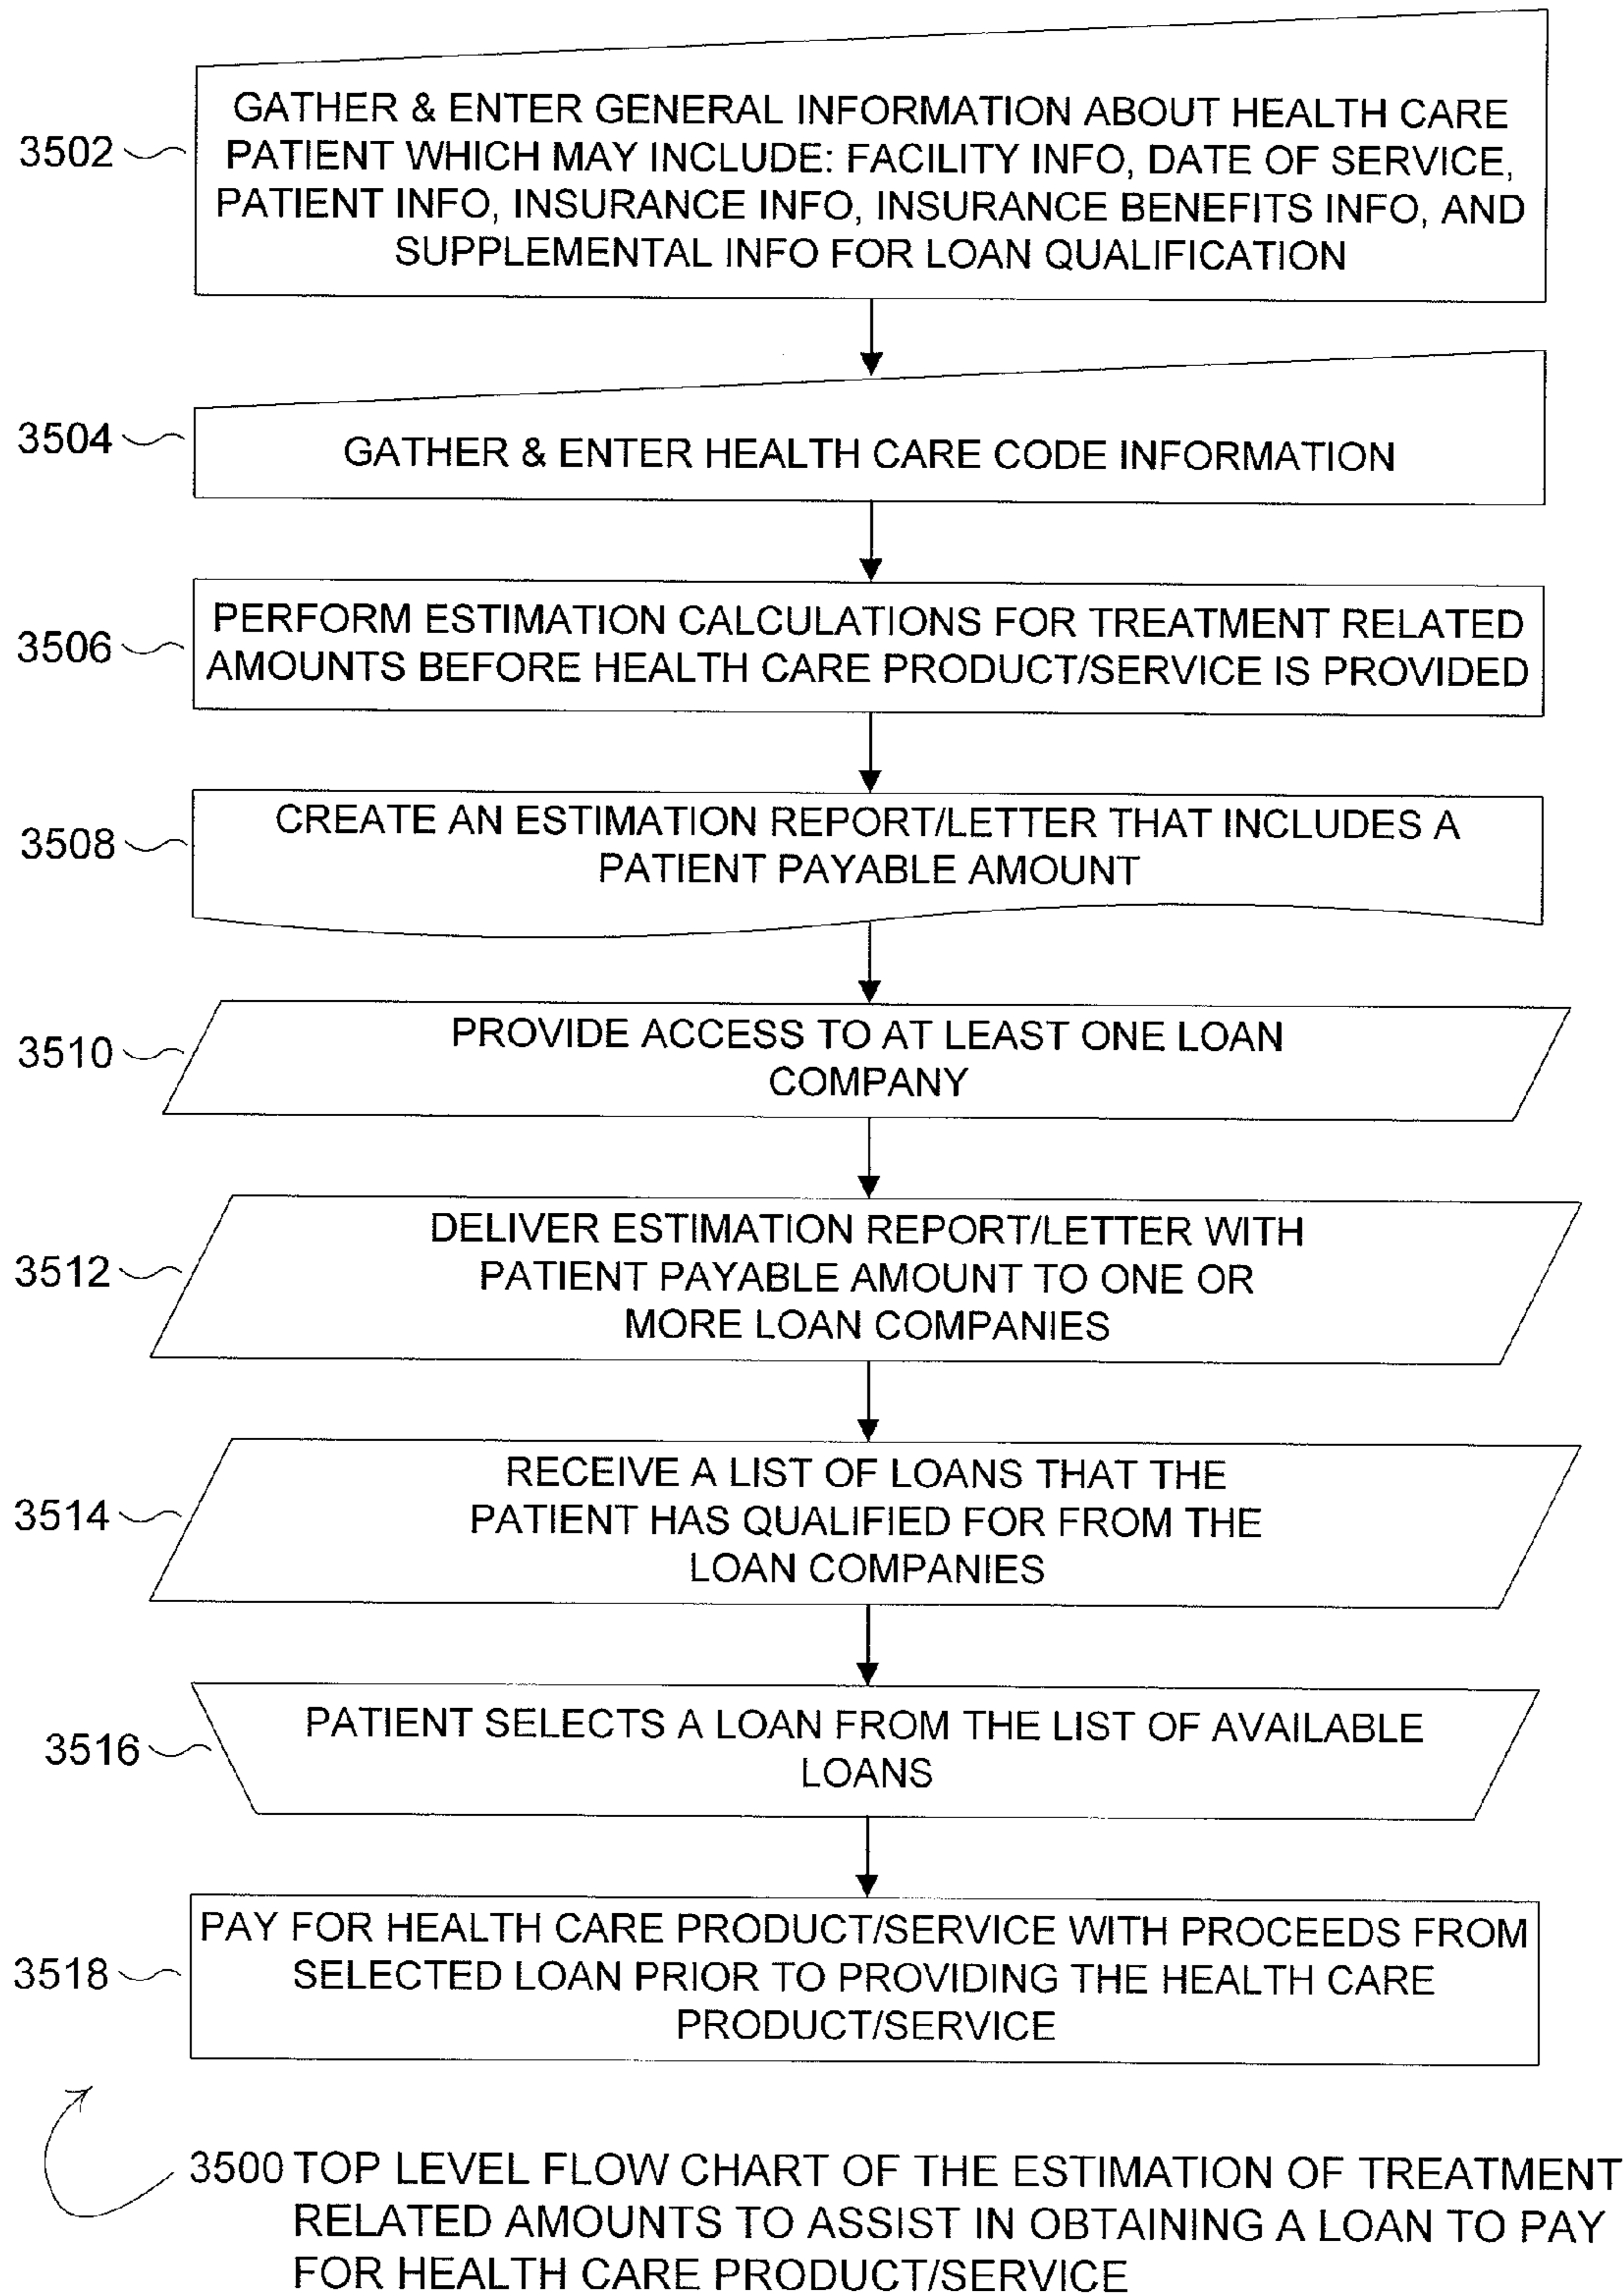 GATHER & ENTER GENERAL INFORMATION ABOUT HEALTH CARE
3502 PATIENT WHICH MAY INCLUDE: FACILITY INFO, DATE OF SERVICE,
PATIENT INFO, INSURANCE INFO, INSURANCE BENEFITS INFO, AND
SUPPLEMENTAL INFO FOR LOAN QUALIFICATION
3504
GATHER & ENTER HEALTH CARE CODE INFORMATION
PERFORM ESTIMATION CALCULATIONS FOR TREATMENT RELATED
3506
AMOUNTS BEFORE HEALTH CARE PRODUCT/SERVICE IS PROVIDED
CREATE AN ESTIMATION REPORT/LETTER THAT INCLUDES A
3508
PATIENT PAYABLE AMOUNT
PROVIDE ACCESS TO AT LEAST ONE LOAN
3510
COMPANY
DELIVER ESTIMATION REPORT/LETTER WITH
3512 PATIENT PAYABLE AMOUNT TO ONE OR
MORE LOAN COMPANIES
RECEIVE A LIST OF LOANS THAT THE
3514 PATIENT HAS QUALIFIED FOR FROM THE
LOAN COMPANIES
PATIENT SELECTS A LOAN FROM THE LIST OF AVAILABLE
3516
LOANS
PAY FOR HEALTH CARE PRODUCT/SERVICE WITH PROCEEDS FROM
3518 SELECTED LOAN PRIOR TO PROVIDING THE HEALTH CARE
PRODUCT/SERVICE
3500 TOP LEVEL FLOW CHART OF THE ESTIMATION OF TREATMENT
RELATED AMOUNTS TO ASSIST IN OBTAINING A LOAN TO PAY
FOR HEALTH CARE PRODUCT/SERVICE